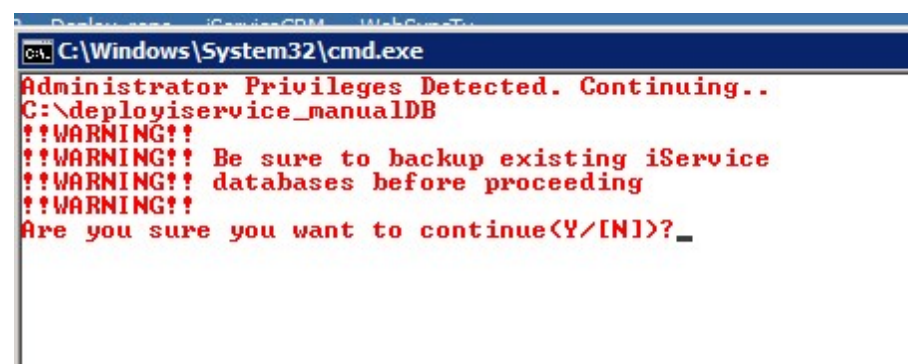 C:\Windows\System32\cmd.exe
Administrator Privileges Detected. Continuing..
C:\deployiservice_manualDB
!!WARNING!!
!!WARNING!! Be sure to backup existing iService
!!WARNING!! databases before proceeding
!!WARNING!!
Are you sure you want to continue(Y/[N])?_